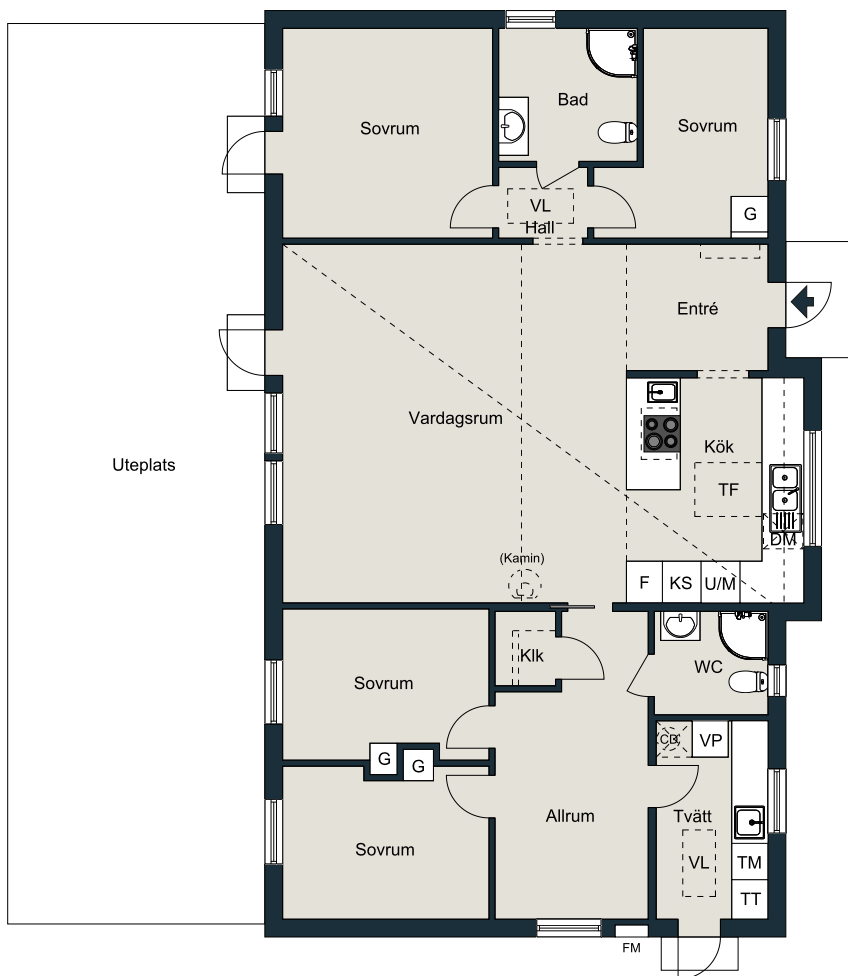 Sovrum
Bad
Sovrum
VL
Hall
G
Entré
Vardagsrum
Kök
Uteplats
TF
DM
(Kamin)
F
KS
U/M
Klk
WC
Sovrum
CD
VP
G
G
Allrum
Tvätt
Sovrum
VL
TM
TT
FM